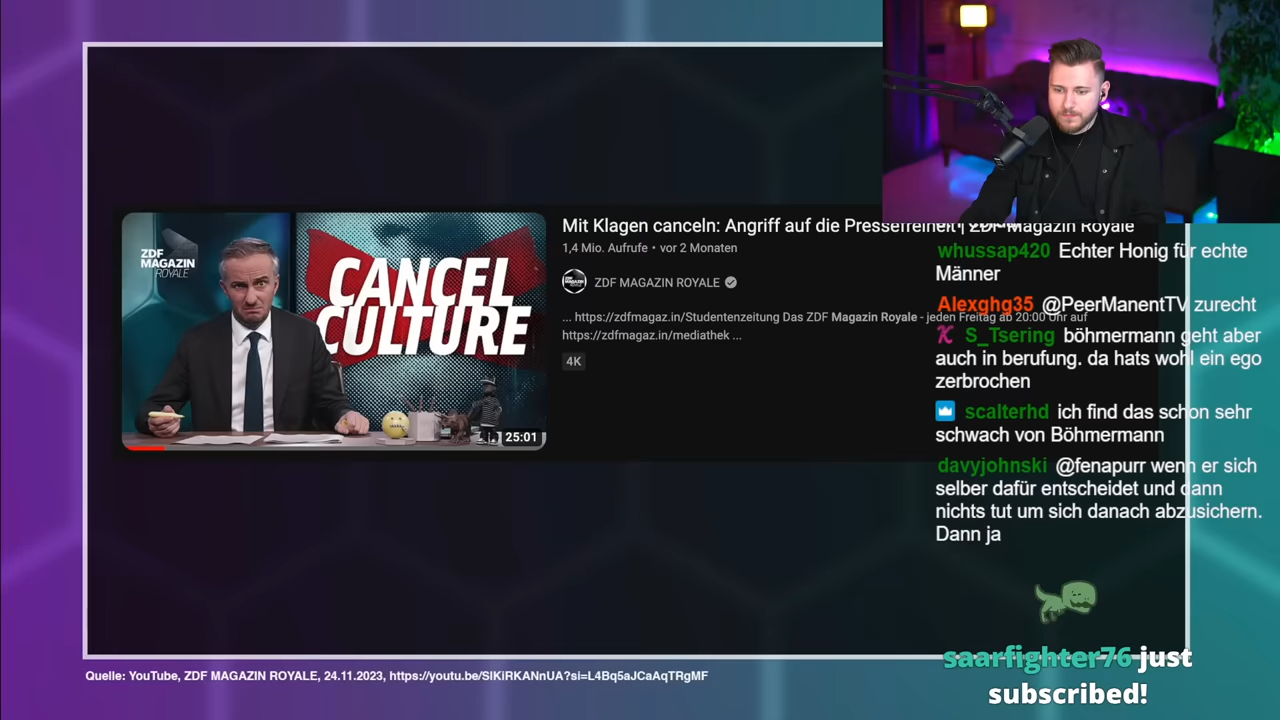 ZDF
MAGAZIN
ROYALE
CANCEL
CULTURE
25:01
Mit Klagen canceln: Angriff auf die Pressefreiheit | ZDF Magazin Royale
1,4 Mio. Aufrufe • vor 2 Monaten
ZDF MAGAZIN ROYALE
... https://zdfmagaz.in/Studentenzeitung Das ZDF Magazin Royale - jeden Freitag ab 20:00 Uhr auf
https://zdfmagaz.in/mediathek ...
4K
whussap420 Echter Honig für echte
Männer
Alexghg35 @PeerManentTV zurecht
S_Tsering böhmermann geht aber
auch in berufung. da hats wohl ein ego
zerbrochen
scalterhd ich find das schon sehr
schwach von Böhmermann
davyjohnski @fenapurr wenn er sich
selber dafür entscheidet und dann
nichts tut um sich danach abzusichern.
Dann ja
saarfighter76 just
subscribed!
Quelle: YouTube, ZDF MAGAZIN ROYALE, 24.11.2023, https://youtu.be/SIKiRKANnUA?si=L4Bq5aJCaAqTRgMF